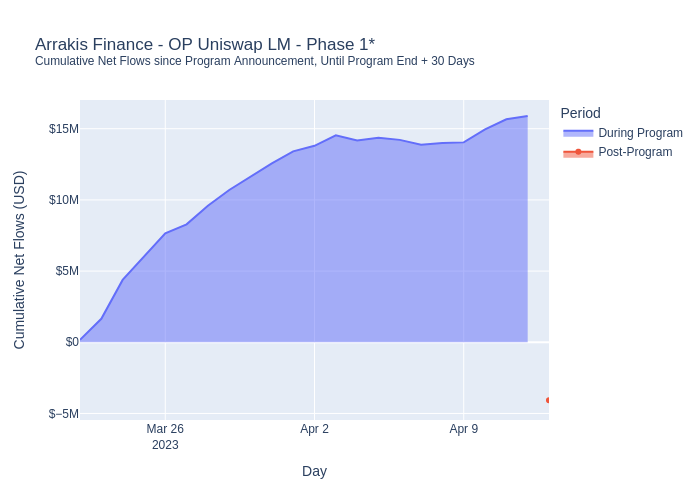 Arrakis Finance - OP Uniswap LM - Phase 1*
Cumulative Net Flows since Program Announcement, Until Program End + 30 Days
Period
During Program
Post-Program
Cumulative Net Flows (USD)
$15M
$10M
$5M
$0
$−5M
Mar 26
2023
Apr 2
Apr 9
Day